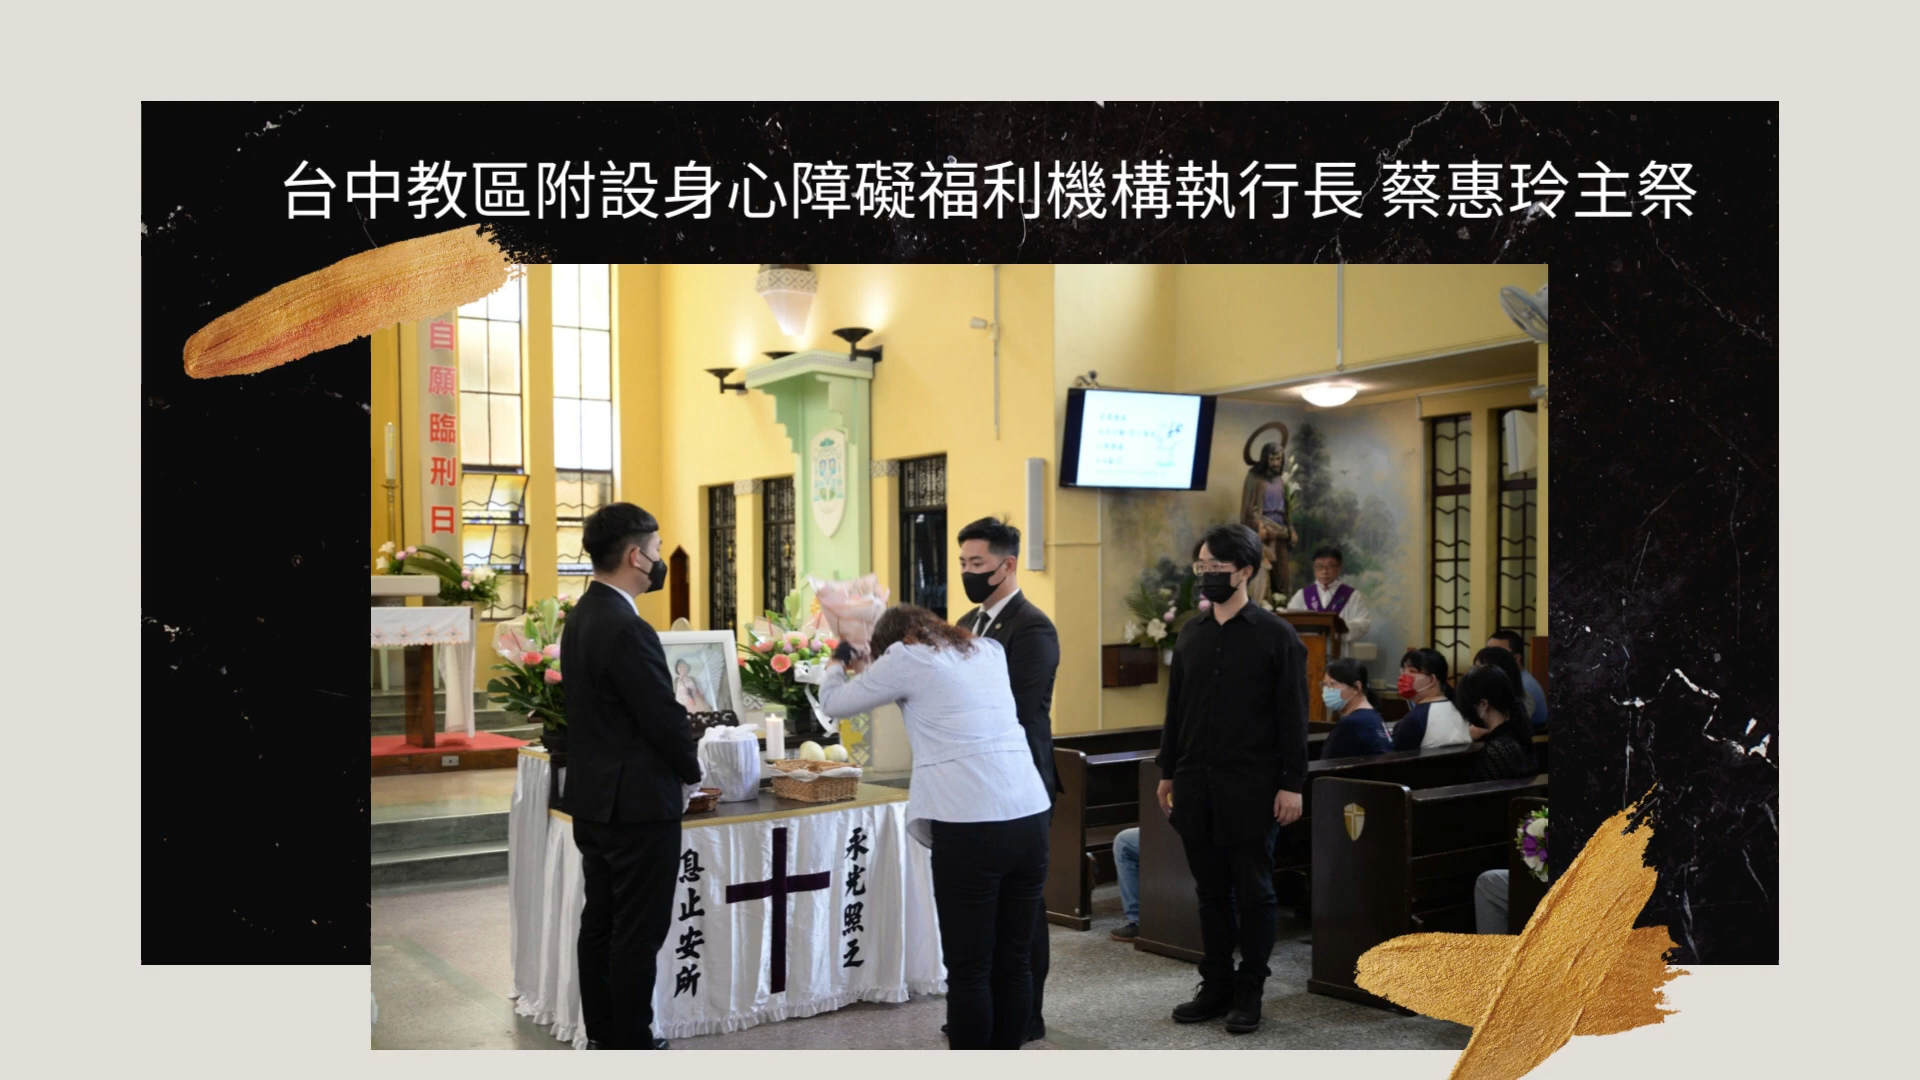 台中教區附設身心障礙福利機構執行長 蔡惠玲主祭
自願臨刑日
永光照之
息止安所